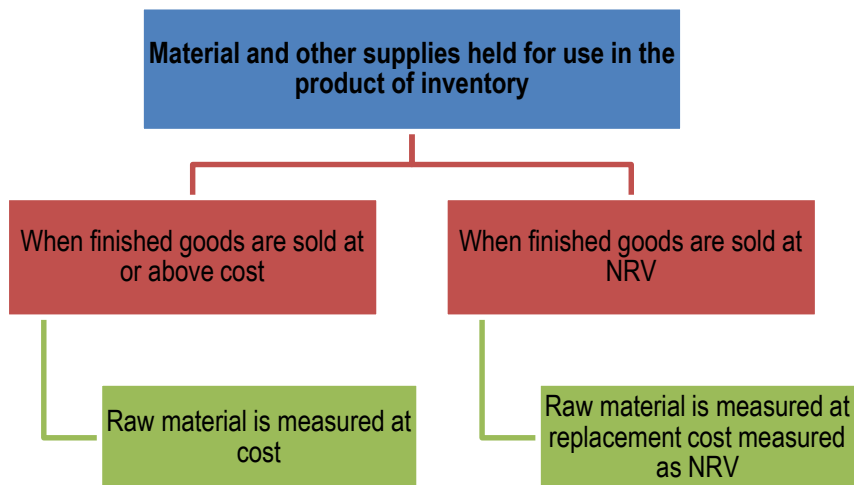 Material and other supplies held for use in the
product of inventory
When finished goods are sold at
or above cost
When finished goods are sold at
NRV
Raw material is measured at
cost
Raw material is measured at
replacement cost measured
as NRV